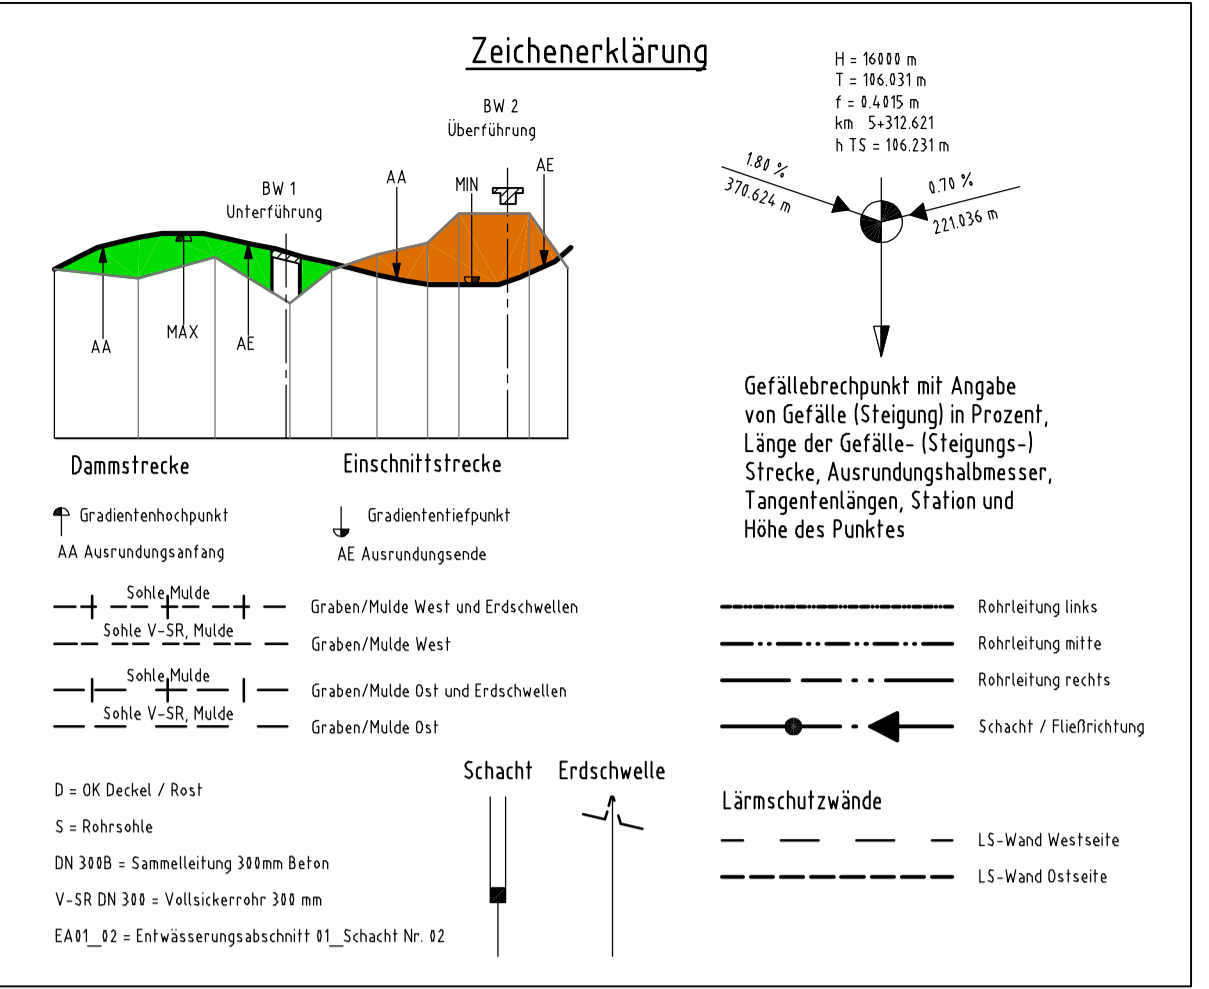 Zeichenerklärung
H = 16000 m
T = 106.031 m
f = 0.4015 m
km 5+312.621
h TS = 106.231 m
1.80 %
370.624 m
0.70 %
221.036 m
BW 2
Überführung
BW 1
Unterführung
AA
MIN
AE
AA
MAX
AE
Dammstrecke
Einschnittstrecke
Gefällebrechpunkt mit Angabe
von Gefälle (Steigung) in Prozent,
Länge der Gefälle- (Steigungs-)
Strecke, Ausrundungshalbmesser,
Tangentenlängen, Station und
Höhe des Punktes
Gradientenhochpunkt
Gradiententiefpunkt
AA Ausrundungsanfang
AE Ausrundungsende
Sohle Mulde
Graben/Mulde West und Erdschwellen
Sohle V-SR, Mulde
Graben/Mulde West
Sohle Mulde
Graben/Mulde Ost und Erdschwellen
Sohle V-SR, Mulde
Graben/Mulde Ost
Rohrleitung links
Rohrleitung mitte
Rohrleitung rechts
Schacht / Fließrichtung
D = OK Deckel / Rost
S = Rohrsohle
DN 300B = Sammelleitung 300mm Beton
V-SR DN 300 = Vollsickerrohr 300 mm
EA01_02 = Entwässerungsabschnitt 01_Schacht Nr. 02
Schacht
Erdschwelle
Lärmschutzwände
LS-Wand Westseite
LS-Wand Ostseite